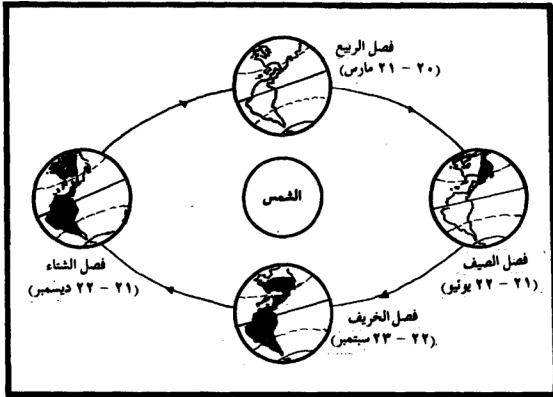 فصل الربيع
(٢٠ - ٢١ مارس)
الشمس
فصل الصيف
(٢١ - ٢٢ يونيو)
فصل الشتاء
(٢١ - ٢٢ ديسمبر)
فصل الخريف
(٢٢ - ٢٣ سبتمبر)